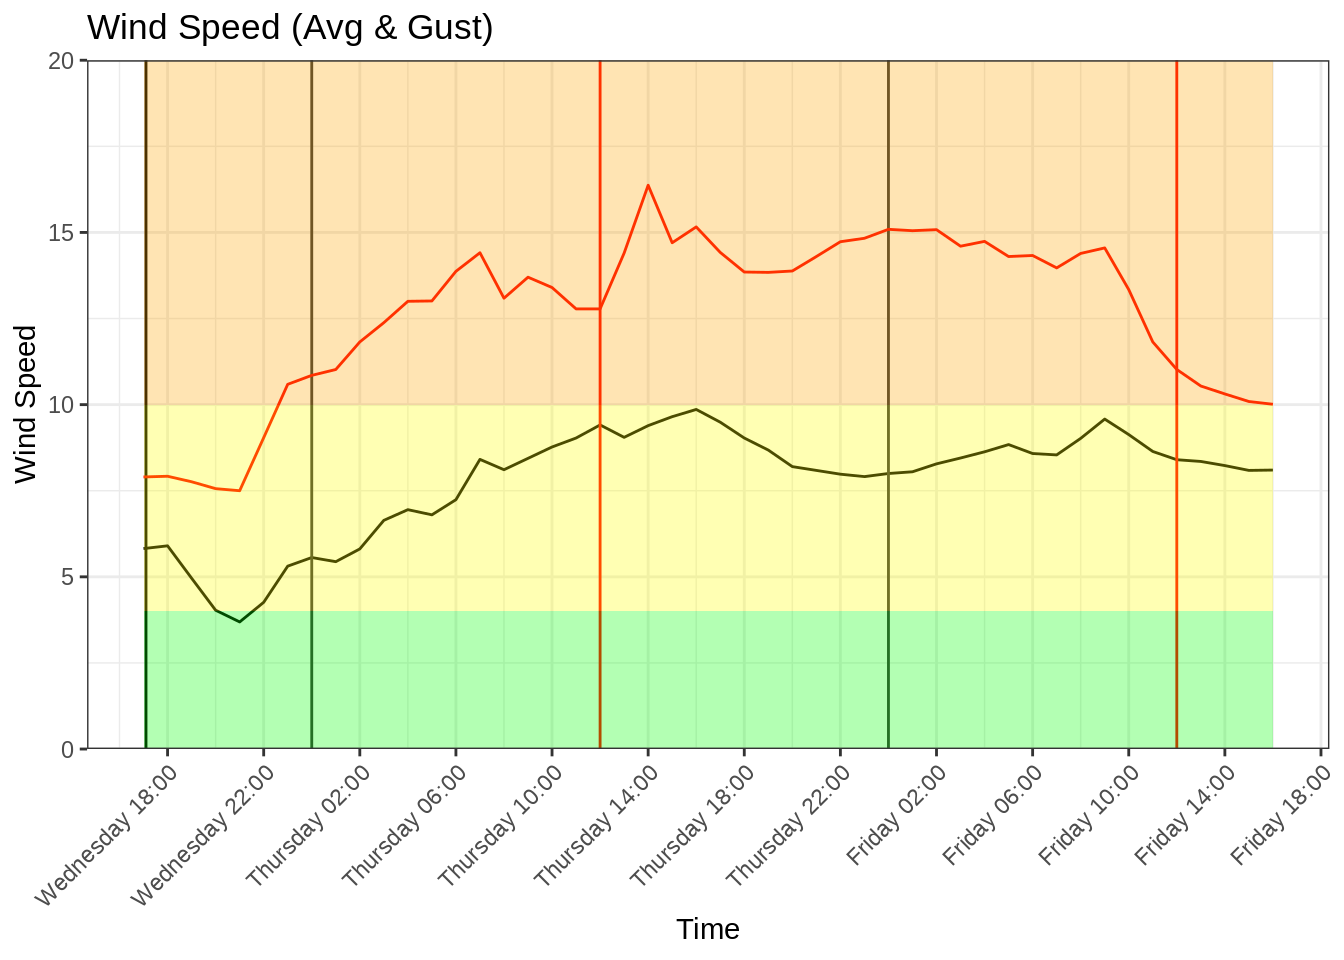 Wind Speed (Avg & Gust)
20
15
10
5
0
Wind Speed
Wednesday 18:00
Wednesday 22:00
Thursday 02:00
Thursday 06:00
Thursday 10:00
Thursday 14:00
Thursday 18:00
Thursday 22:00
Friday 02:00
Friday 06:00
Friday 10:00
Friday 14:00
Friday 18:00
Time